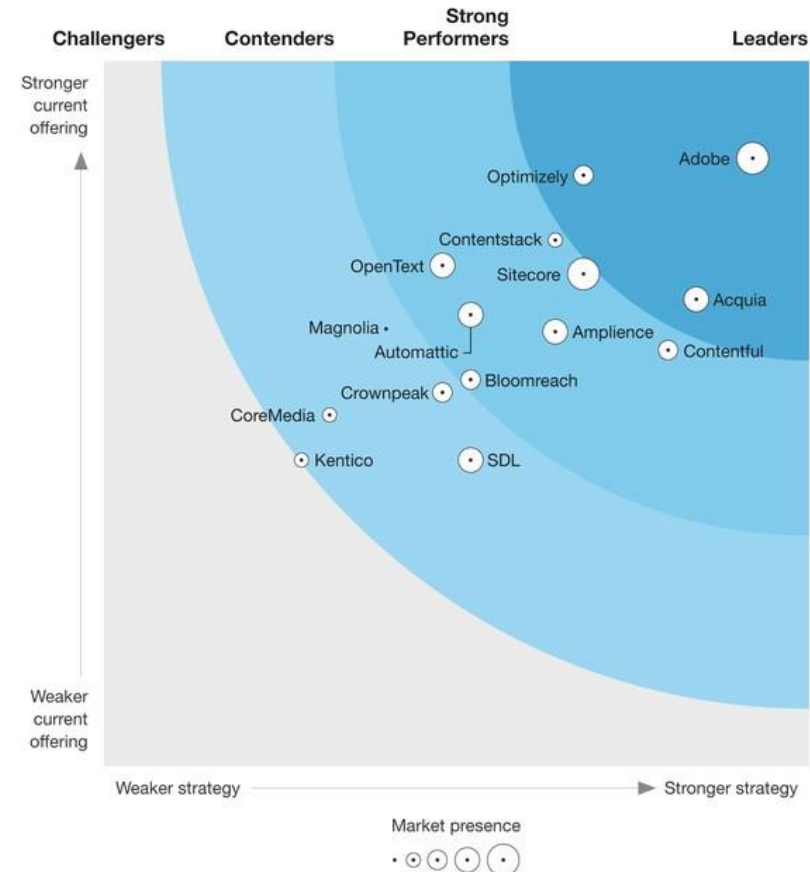 Challengers
Contenders
Strong
Performers
Leaders
Stronger
current
offering
Adobe
Optimizely
Contentstack
OpenText
Sitecore
Acquia
Magnolia
Automattic
Amplience
Contentful
Bloomreach
Crownpeak
CoreMedia
Kentico
SDL
Weaker
current
offering
Weaker strategy
Stronger strategy
Market presence